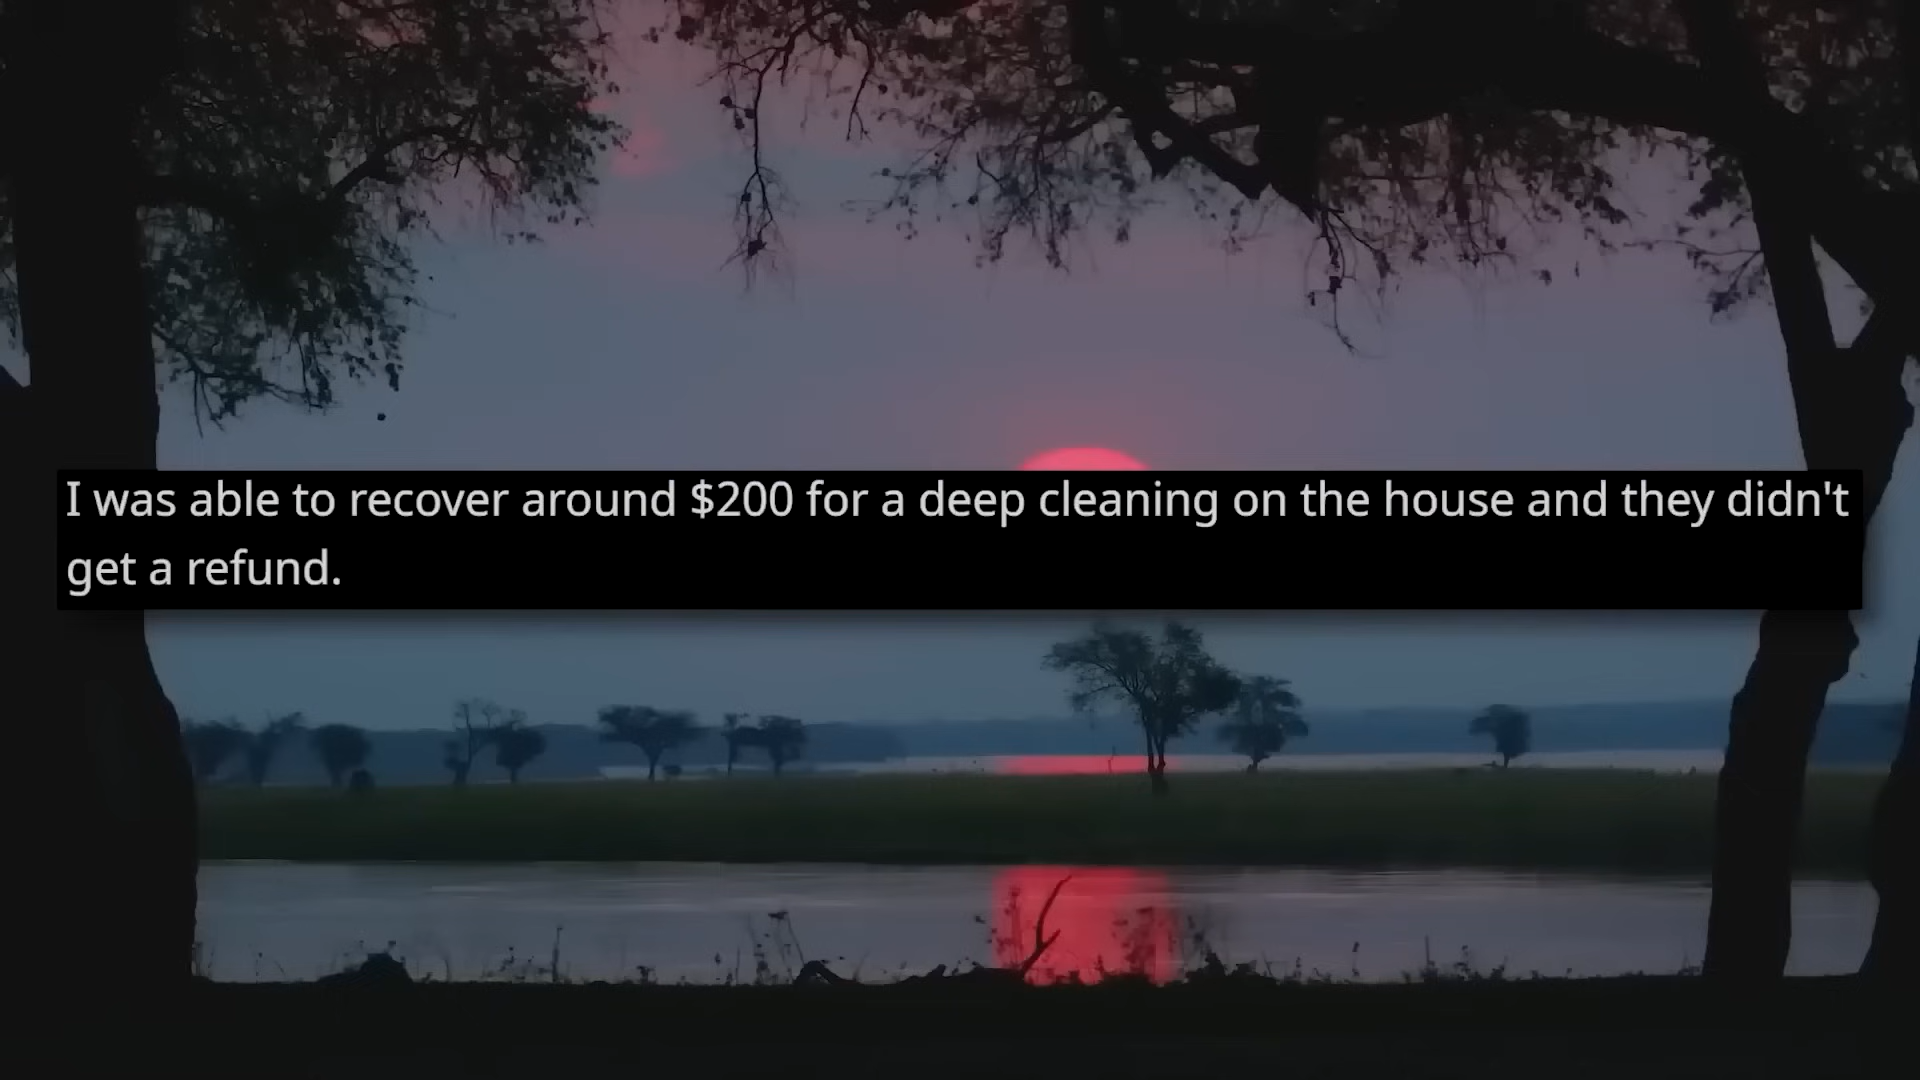 I was able to recover around $200 for a deep cleaning on the house and they didn't
get a refund.